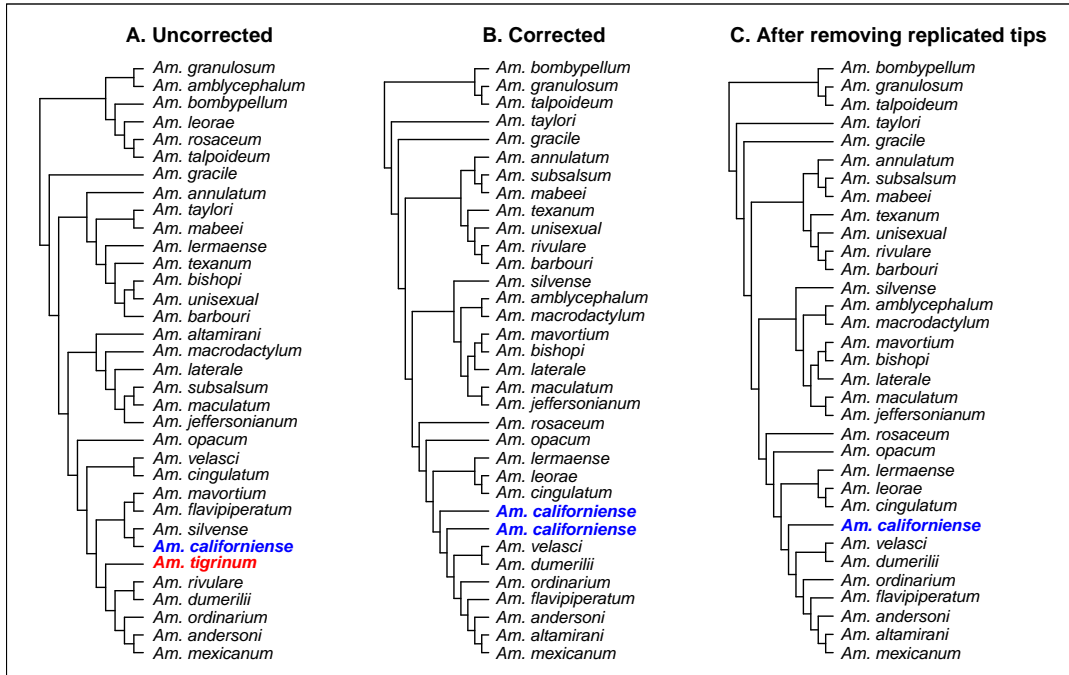 A. Uncorrected
Am. granulosum
Am. amblycephalum
Am. bombypellum
Am. leorae
Am. rosaceum
Am. talpoideum
Am. gracile
Am. annulatum
Am. taylori
Am. mabeei
Am. lermaense
Am. texanum
Am. bishopi
Am. unisexual
Am. barbouri
Am. altamirani
Am. macrodactylum
Am. laterale
Am. subsalsum
Am. maculatum
Am. jeffersonianum
Am. opacum
Am. velasci
Am. cingulatum
Am. mavortium
Am. flavipiperatum
Am. silvense
Am. californiense
Am. tigrinum
Am. rivulare
Am. dumerilii
Am. ordinarium
Am. andersoni
Am. mexicanum
B. Corrected
Am. bombypellum
Am. granulosum
Am. talpoideum
Am. taylori
Am. gracile
Am. annulatum
Am. subsalsum
Am. mabeei
Am. texanum
Am. unisexual
Am. rivulare
Am. barbouri
Am. silvense
Am. amblycephalum
Am. macrodactylum
Am. mavortium
Am. bishopi
Am. laterale
Am. maculatum
Am. jeffersonianum
Am. rosaceum
Am. opacum
Am. lermaense
Am. leorae
Am. cingulatum
Am. californiense
Am. californiense
Am. velasci
Am. dumerilii
Am. ordinarium
Am. flavipiperatum
Am. andersoni
Am. altamirani
Am. mexicanum
C. After removing replicated tips
Am. bombypellum
Am. granulosum
Am. talpoideum
Am. taylori
Am. gracile
Am. annulatum
Am. subsalsum
Am. mabeei
Am. texanum
Am. unisexual
Am. rivulare
Am. barbouri
Am. silvense
Am. amblycephalum
Am. macrodactylum
Am. mavortium
Am. bishopi
Am. laterale
Am. maculatum
Am. jeffersonianum
Am. rosaceum
Am. opacum
Am. lermaense
Am. leorae
Am. cingulatum
Am. californiense
Am. velasci
Am. dumerilii
Am. ordinarium
Am. flavipiperatum
Am. andersoni
Am. altamirani
Am. mexicanum